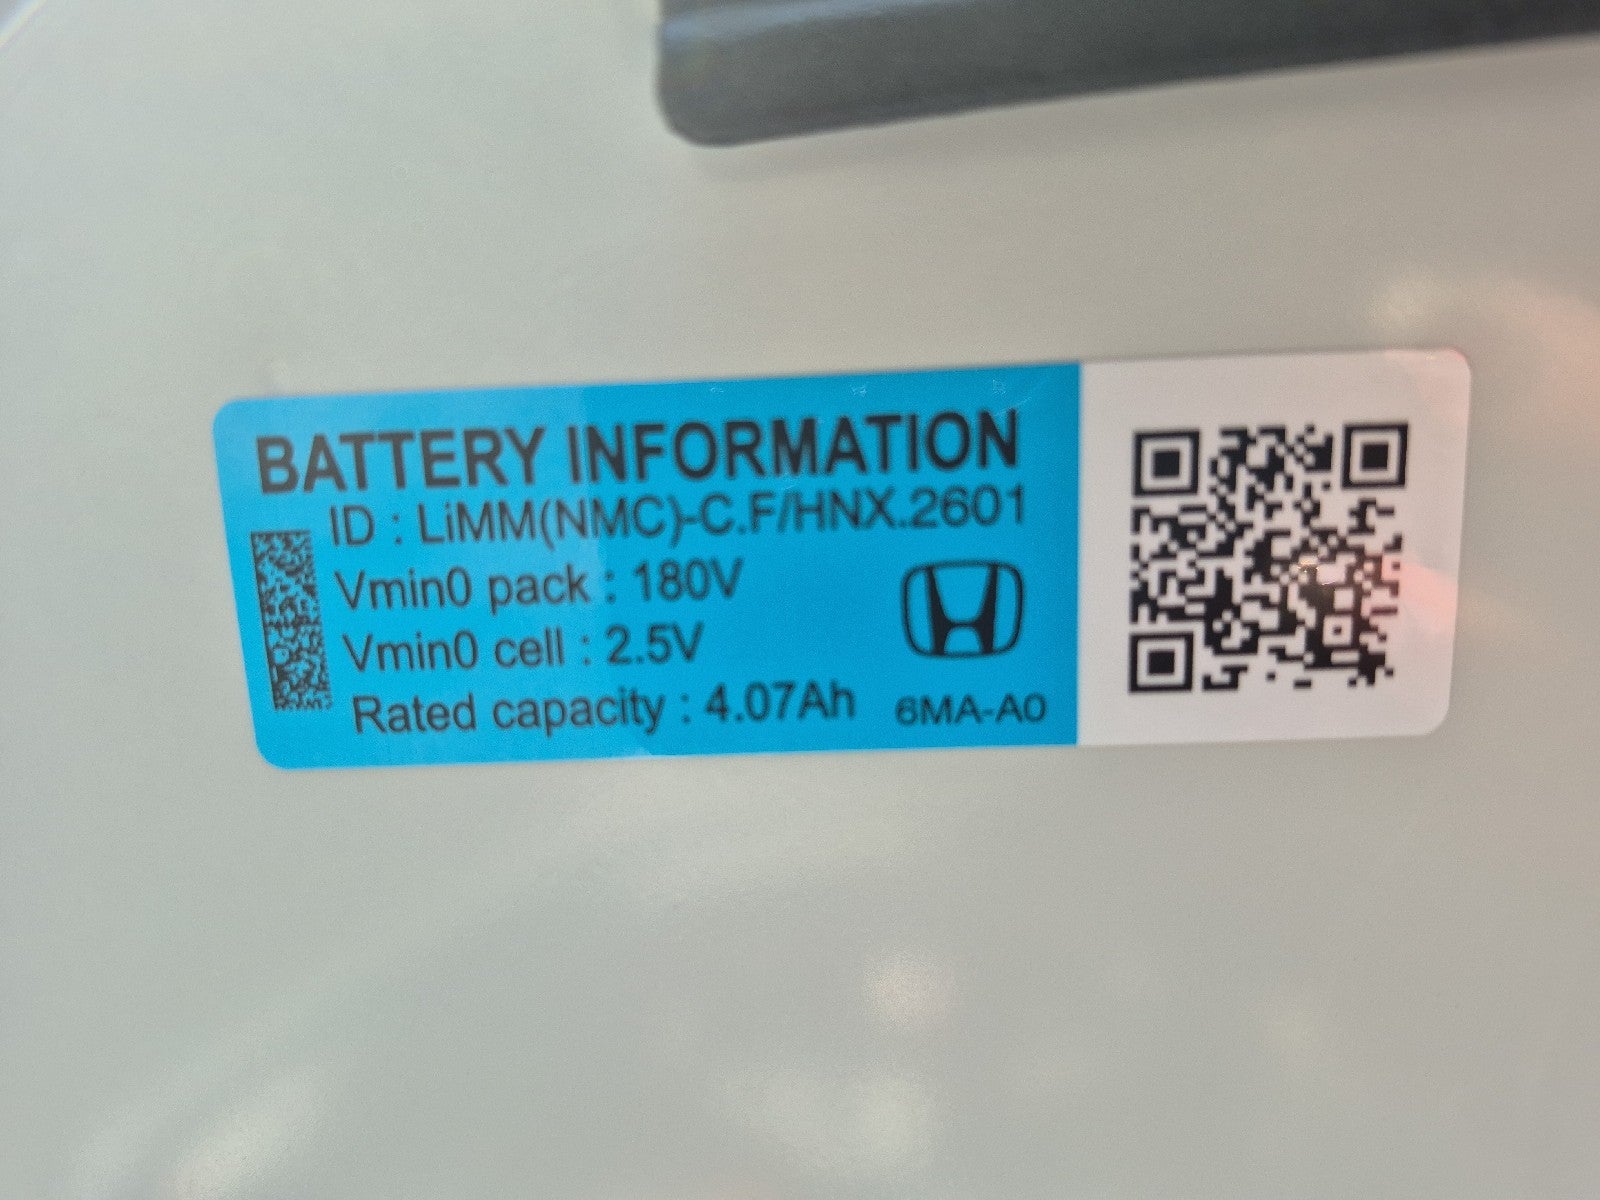 BATTERY INFORMATION
ID : LiMM(NMC)-C.F/HNX.2601
Vmin0 pack : 180V
Vmin0 cell : 2.5V
Rated capacity : 4.07Ah
6MA-A0